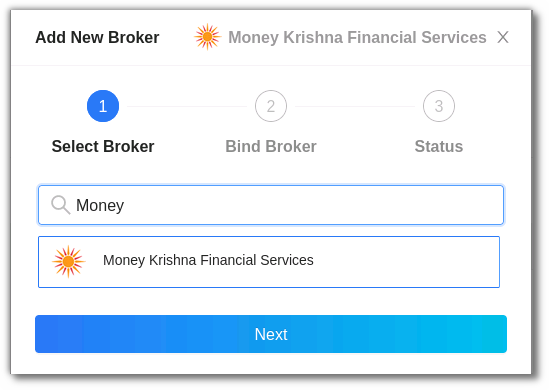 Add New Broker Money Krishna Financial Services X
1 2 3
Select Broker Bind Broker Status
Money
Money Krishna Financial Services
Next